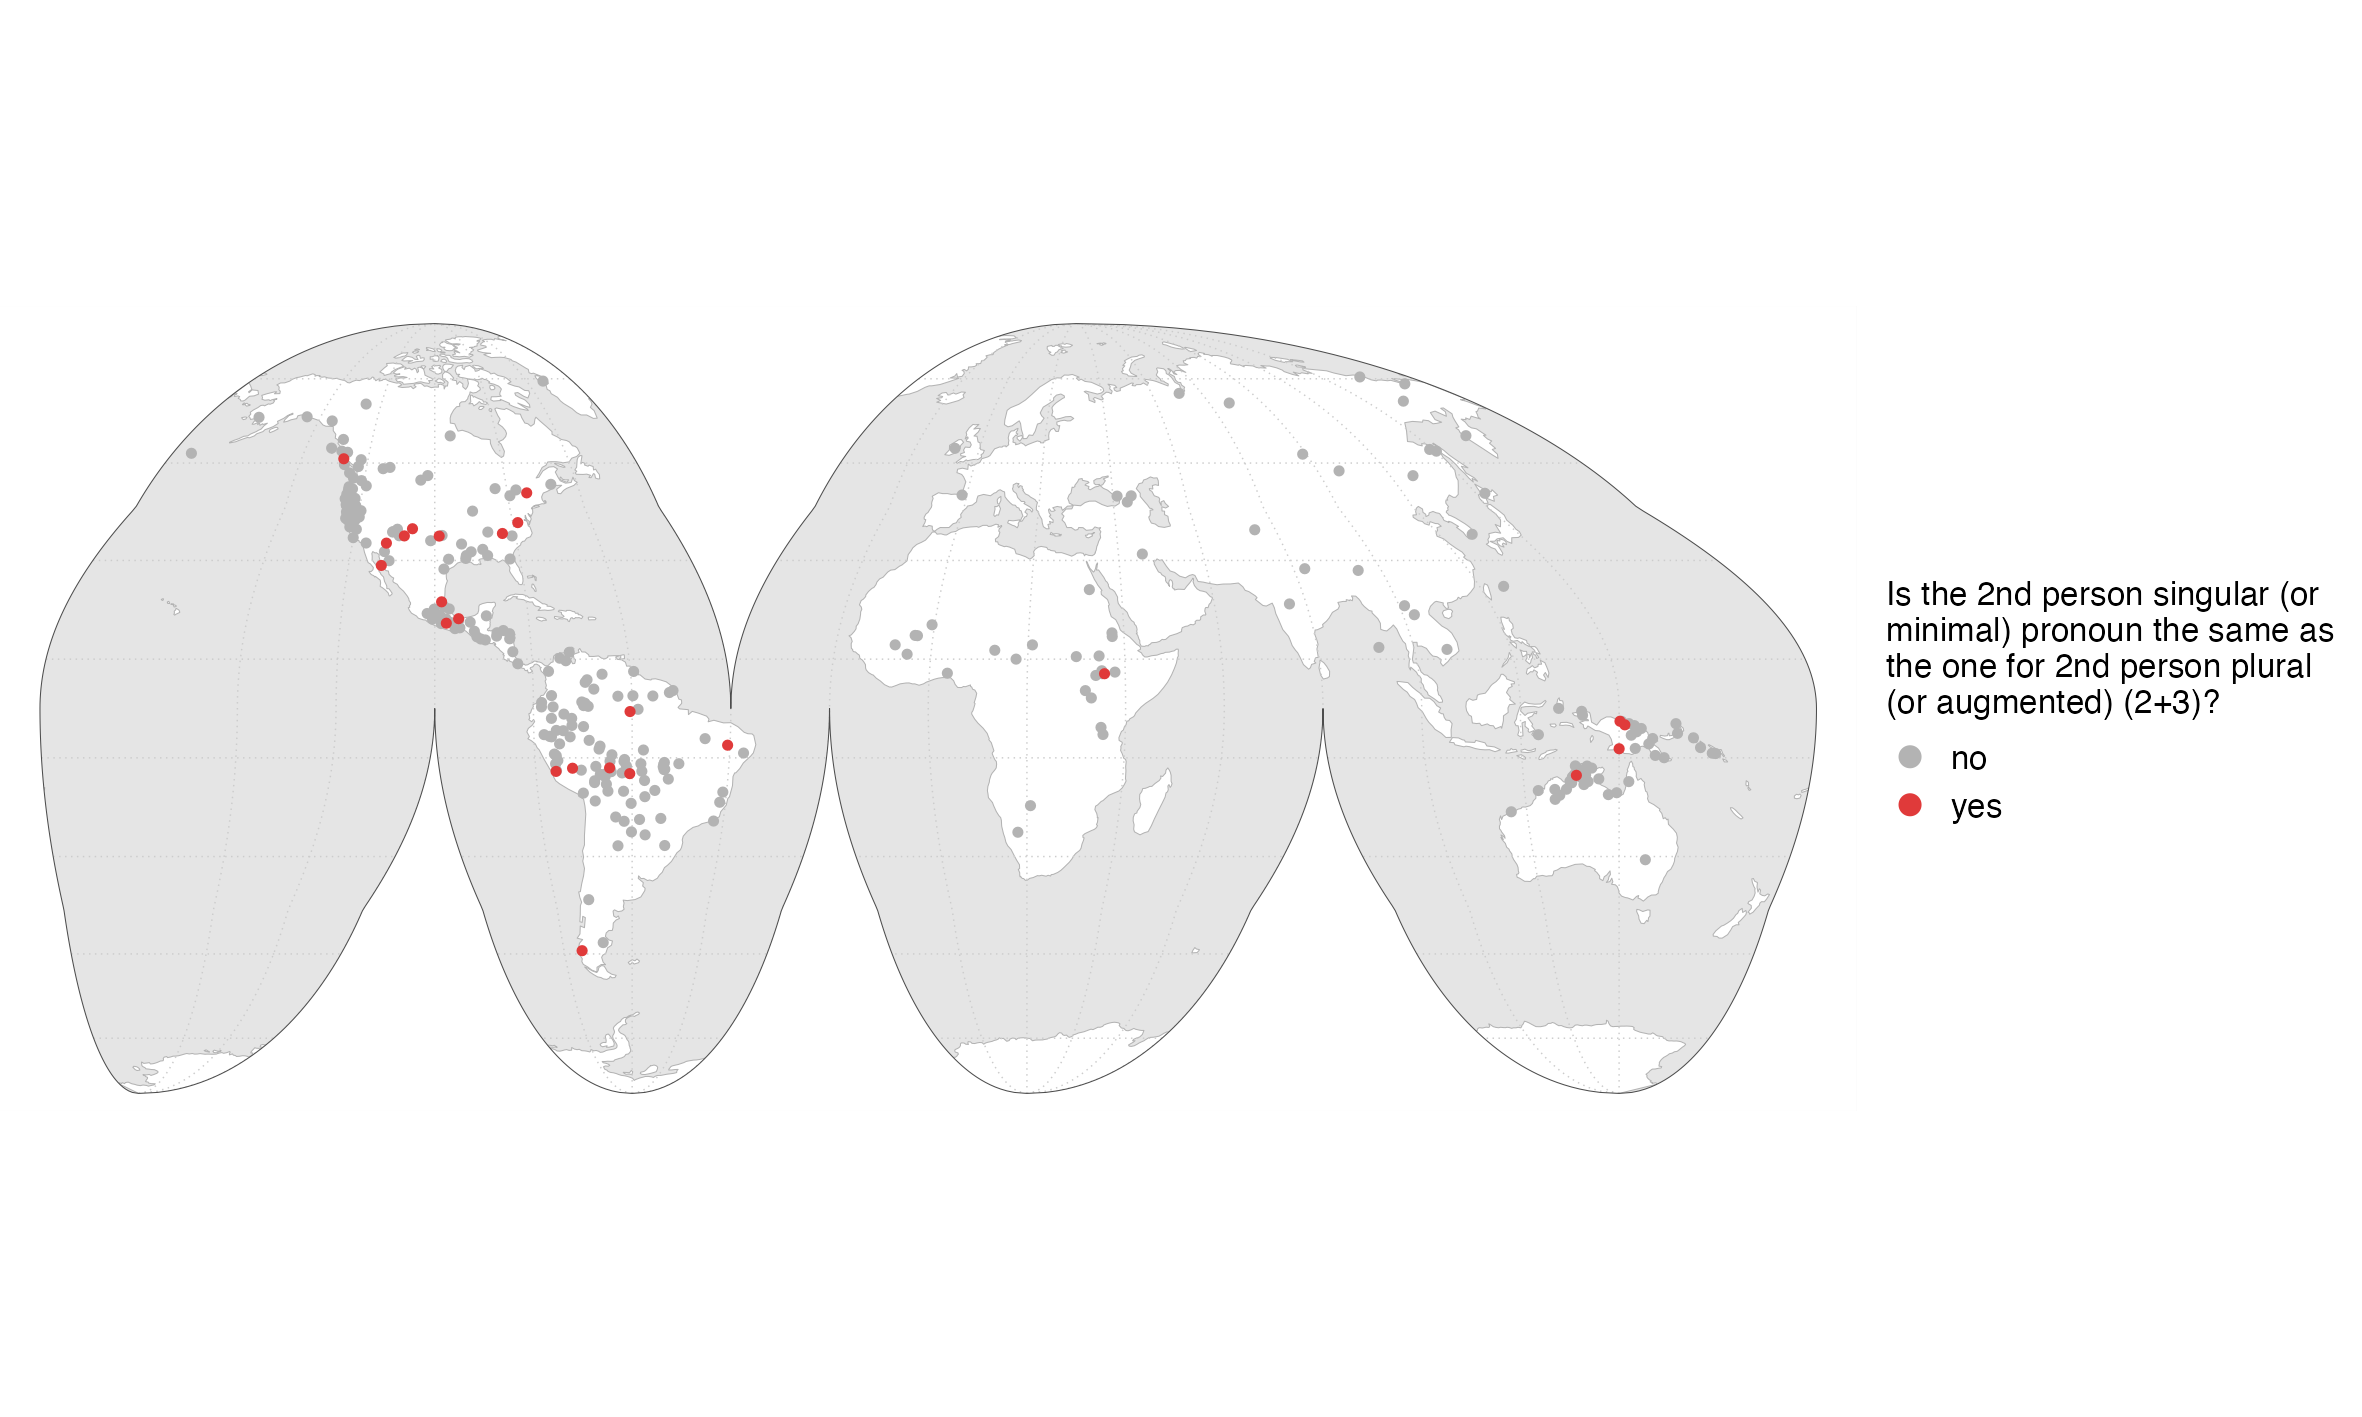 Is the 2nd person singular (or
minimal) pronoun the same as
the one for 2nd person plural
(or augmented) (2+3)?
no
yes